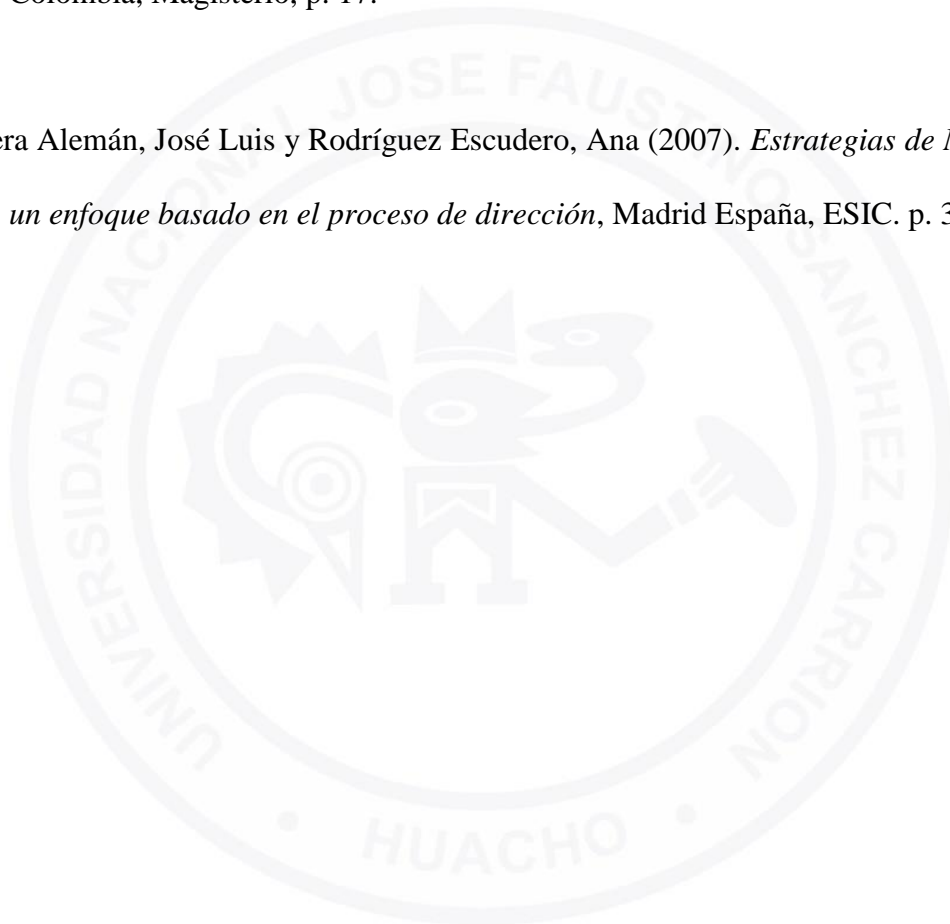 Colombia, Magisterio, p. 17.
era Alemán, José Luis y Rodríguez Escudero, Ana (2007). Estrategias de
un enfoque basado en el proceso de dirección, Madrid España, ESIC. p. 3
UNIVERSIDAD NACIONAL JOSE FAUSTINO SANCHEZ CARRION
• HUACHO •